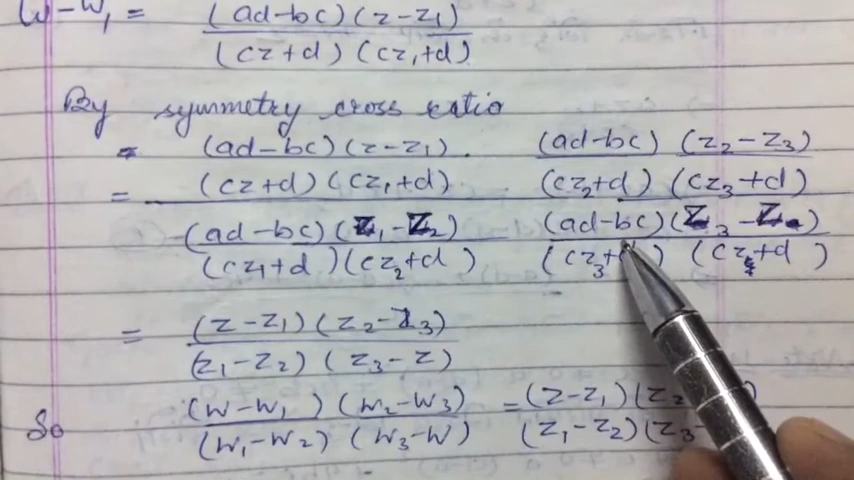 W-W₁ = (ad-bc)(z-z₁)
(cz+d)(cz₁+d)
By symmetry cross ratio
= (ad-bc)(z-z₁) . (ad-bc) (z₂-z₃)
= (cz+d)(cz₁+d) (cz₂+d) (cz₃+d)
(ad-bc)(z₁-z₂) (ad-bc)(z₃-z
(cz₁+d)(cz₂+d) (cz₃+ ) (cz+d)
= (z-z₁)(z₂-z₃)
(z₁-z₂) (z₃-z)
So (W-W₁) (W₂-W₃) = (z-z₁)(z₂
(W₁-W₂) (W₃-W) (z₁-z₂)(z₃-